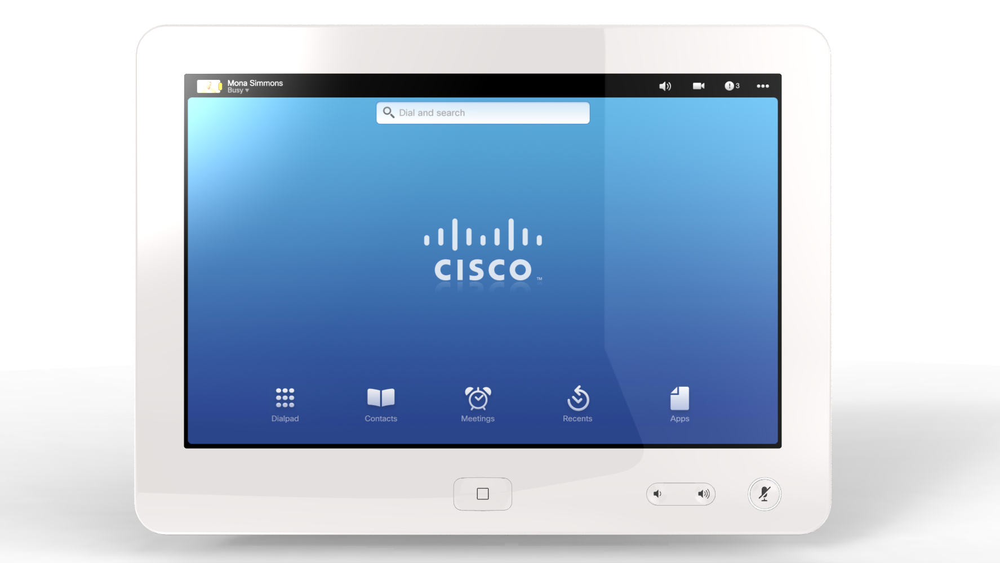 Mona Simmons
Busy
3
Dial and search
CISCO
TM
Dialpad
Contacts
Meetings
Recents
Apps